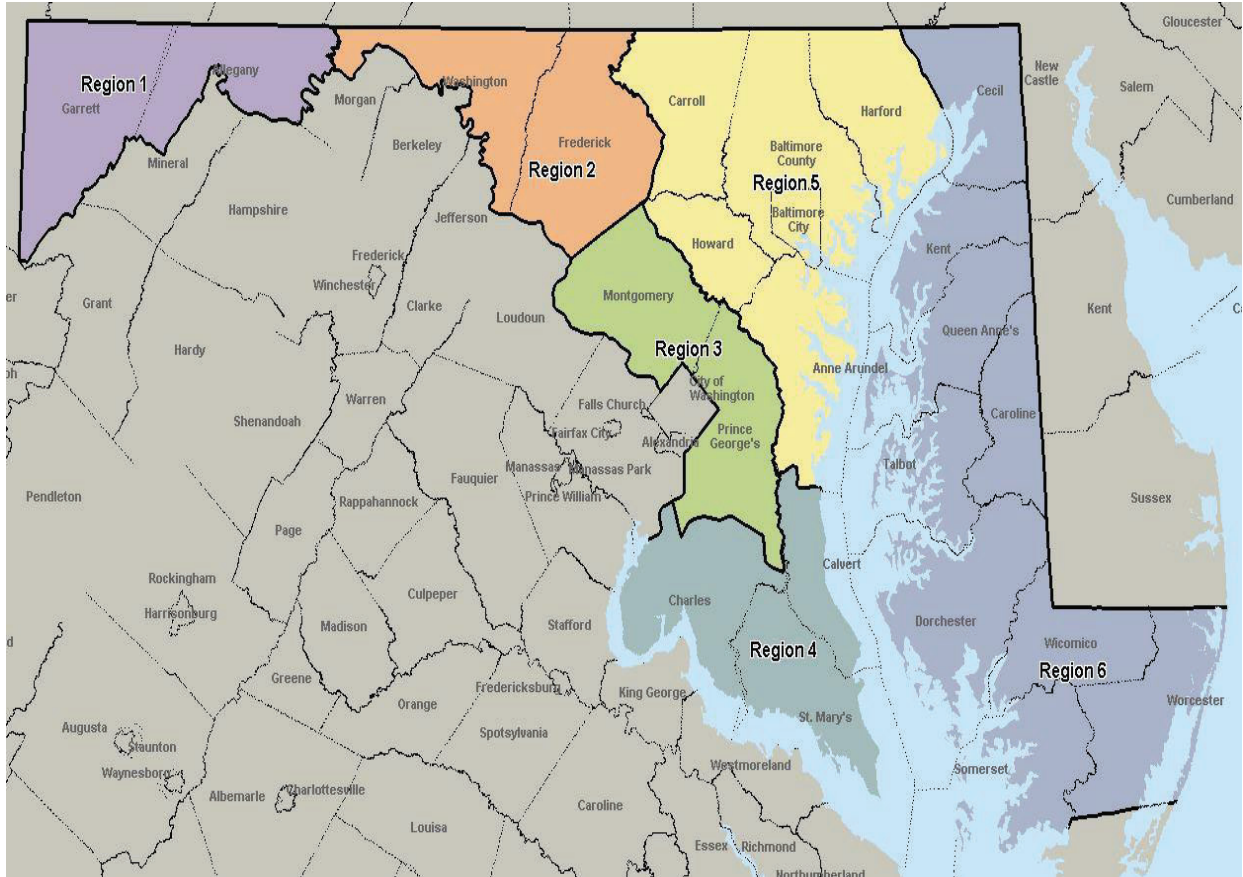 Gloucester
New
Castle
Salem
Cumberland
Kent
Sussex
Region 1
Garrett
Allegany
Washington
Frederick
Region 2
Carroll
Harford
Baltimore
County
Region 5
Baltimore
City
Howard
Anne Arundel
Cecil
Kent
Queen Anne's
Caroline
Talbot
Dorchester
Wicomico
Region 6
Worcester
Somerset
Montgomery
Region 3
City of
Washington
Prince
George's
Calvert
Charles
Region 4
St. Mary's
Morgan
Berkeley
Jefferson
Mineral
Hampshire
Frederick
Winchester
Clarke
Loudoun
Grant
Hardy
Shenandoah
Warren
Falls Church
Fairfax City
Alexandria
Manassas
Manassas Park
Prince William
Fauquier
Rappahannock
Pendleton
Page
Rockingham
Harrisonburg
Madison
Culpeper
Stafford
Greene
Orange
Fredericksburg
King George
Spotsylvania
Augusta
Staunton
Waynesboro
Albemarle
Charlottesville
Louisa
Caroline
Westmoreland
Essex
Richmond
Northumberland